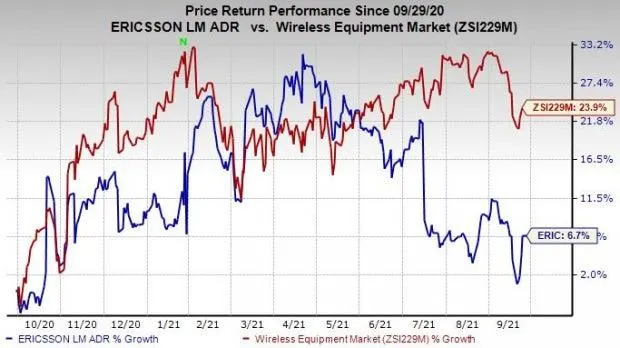 Price Return Performance Since 09/29/20
ERICSSON LM ADR vs. Wireless Equipment Market (ZSI229M)
N
33.2%
27.4%
ZSI229M: 23.9%
21.8%
16.5%
11.5%
ERIC: 6.7%
2.0%
10/20 11/20 12/20 1/21 2/21 3/21 4/21 5/21 6/21 7/21 8/21 9/21
ERICSSON LM ADR % Growth Wireless Equipment Market (ZSI229M) % Growth